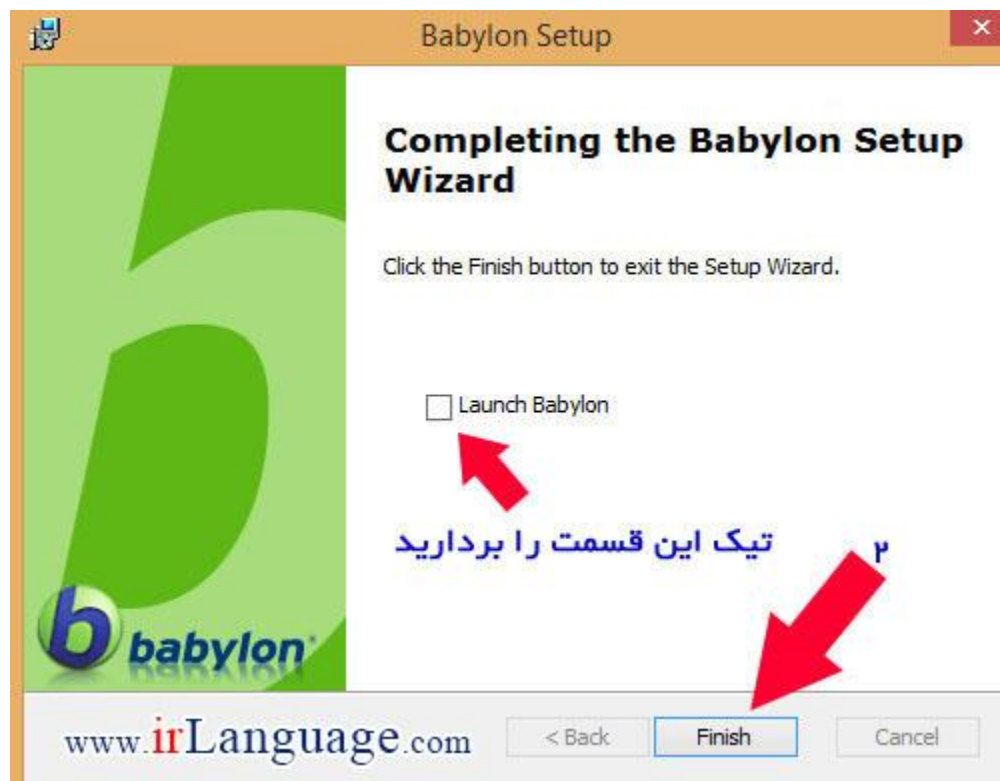 Babylon Setup
Completing the Babylon Setup
Wizard
Click the Finish button to exit the Setup Wizard.
Launch Babylon
تیک این قسمت را بردارید
۲
b babylon
www.irLanguage.com
< Back
Finish
Cancel